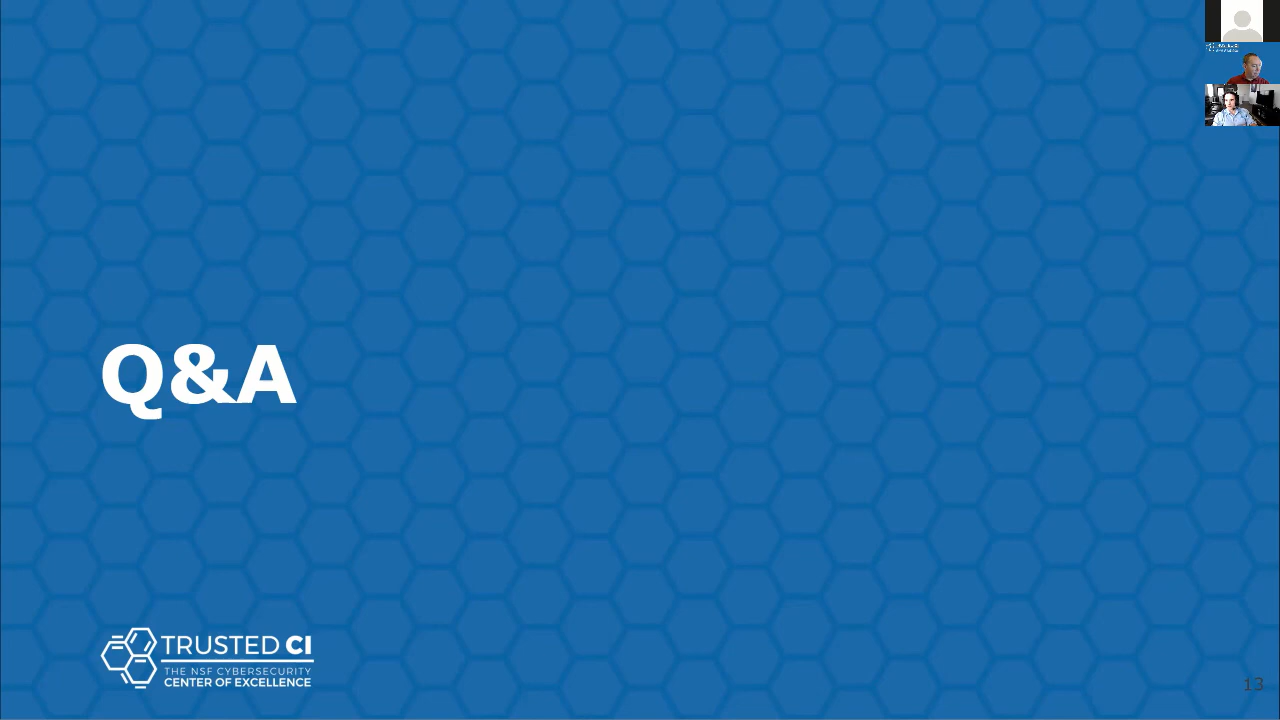 Q&A
TRUSTED CI
THE NSF CYBERSECURITY
CENTER OF EXCELLENCE
13